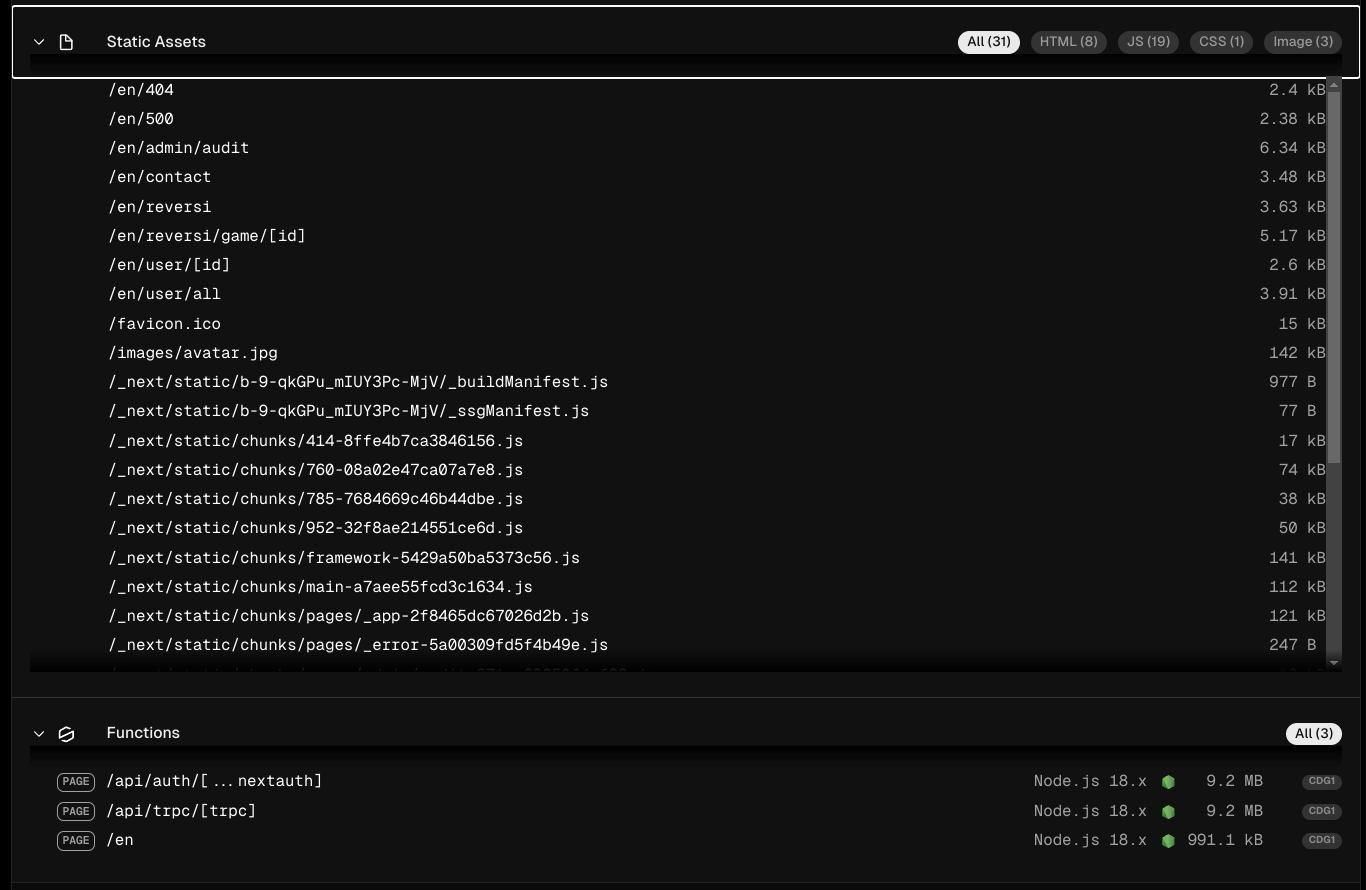 Static Assets All (31) HTML (8) JS (19) CSS (1) Image (3)
/en/404 2.4 kB
/en/500 2.38 kB
/en/admin/audit 6.34 kB
/en/contact 3.48 kB
/en/reversi 3.63 kB
/en/reversi/game/[id] 5.17 kB
/en/user/[id] 2.6 kB
/en/user/all 3.91 kB
/favicon.ico 15 kB
/images/avatar.jpg 142 kB
/_next/static/b-9-qkGPu_mIUY3Pc-MjV/_buildManifest.js 977 B
/_next/static/b-9-qkGPu_mIUY3Pc-MjV/_ssgManifest.js 77 B
/_next/static/chunks/414-8ffe4b7ca3846156.js 17 kB
/_next/static/chunks/760-08a02e47ca07a7e8.js 74 kB
/_next/static/chunks/785-7684669c46b44dbe.js 38 kB
/_next/static/chunks/952-32f8ae214551ce6d.js 50 kB
/_next/static/chunks/framework-5429a50ba5373c56.js 141 kB
/_next/static/chunks/main-a7aee55fcd3c1634.js 112 kB
/_next/static/chunks/pages/_app-2f8465dc67026d2b.js 121 kB
/_next/static/chunks/pages/_error-5a00309fd5f4b49e.js 247 B
Functions All (3)
PAGE /api/auth/[...nextauth] Node.js 18.x 9.2 MB CDG1
PAGE /api/trpc/[trpc] Node.js 18.x 9.2 MB CDG1
PAGE /en Node.js 18.x 991.1 kB CDG1